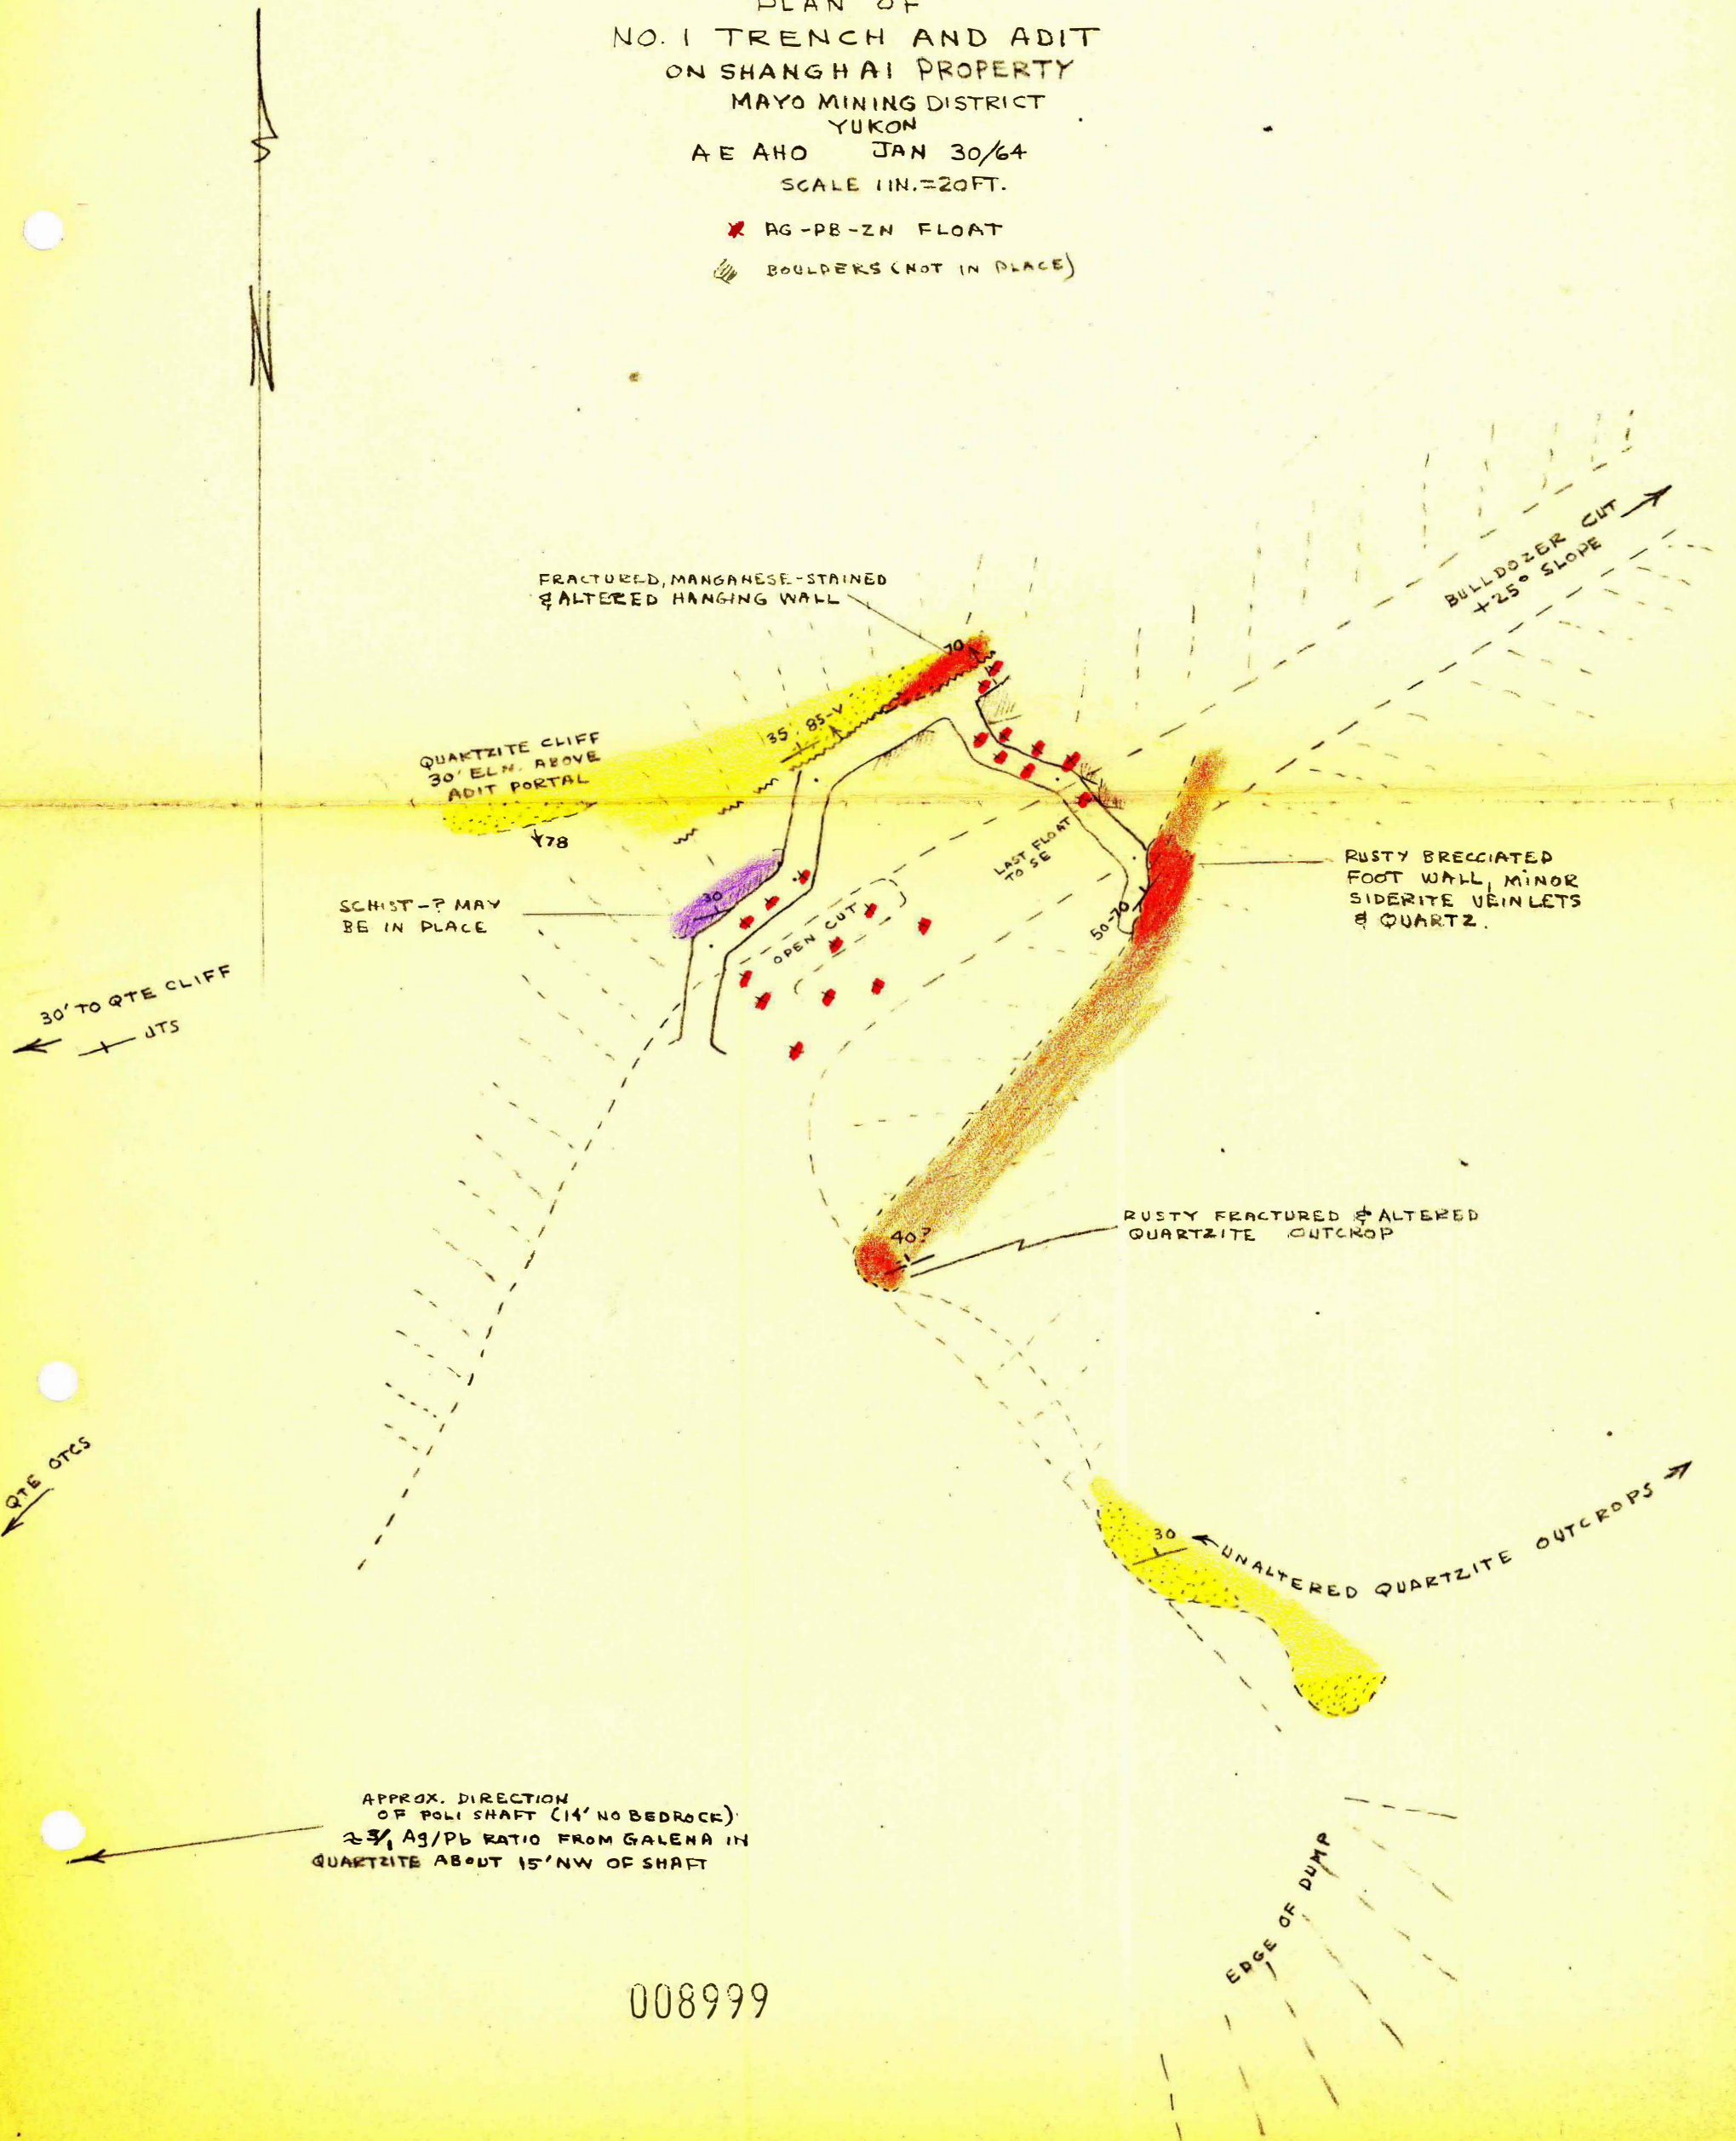 PLAN OF
NO. 1 TRENCH AND ADIT
ON SHANGHAI PROPERTY
MAYO MINING DISTRICT
YUKON
A E AHO JAN 30/64
SCALE 1IN.=20FT.
AG-PB-ZN FLOAT
BOULDERS (NOT IN PLACE)
N
BULLDOZER CUT
+25° SLOPE
FRACTURED, MANGANESE-STAINED
& ALTERED HANGING WALL
70
35
85-V
QUARTZITE CLIFF
30' ELN. ABOVE
ADIT PORTAL
78
LAST FLOAT
TO SE
RUSTY BRECCIATED
FOOT WALL, MINOR
SIDERITE VEINLETS
& QUARTZ.
SCHIST-? MAY
BE IN PLACE
30
OPEN CUT
50-70
30' TO QTE CLIFF
JTS
RUSTY FRACTURED & ALTERED
QUARTZITE OUTCROP
40?
QTE OTCS
30
UNALTERED QUARTZITE OUTCROPS
APPROX. DIRECTION
OF POLI SHAFT (14' NO BEDROCK)
≈ 3/1 Ag/Pb RATIO FROM GALENA IN
QUARTZITE ABOUT 15' NW OF SHAFT
EDGE OF DUMP
008999